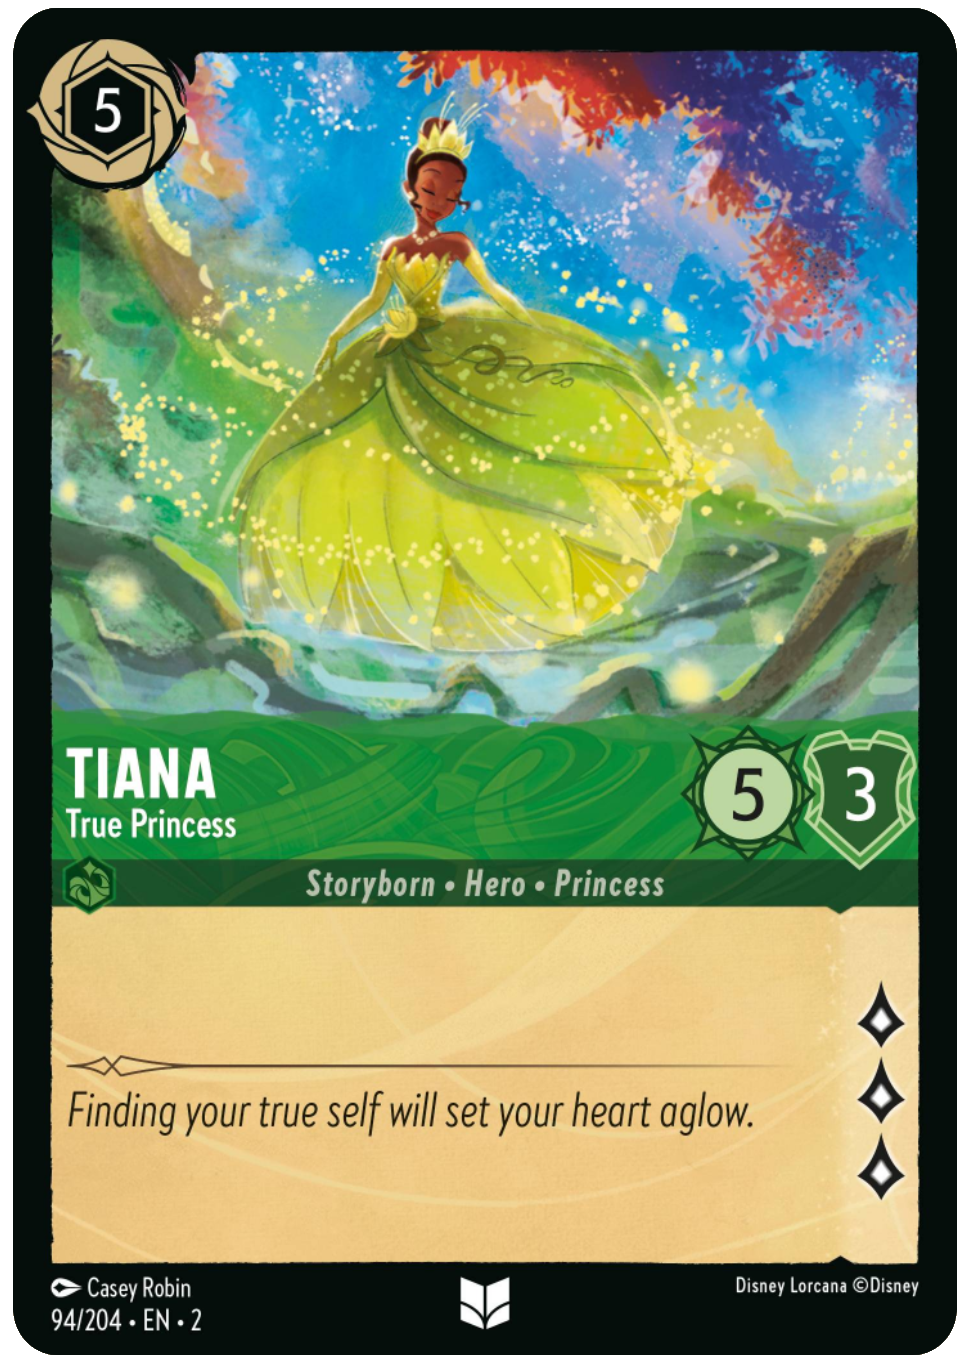 5
TIANA
True Princess
5
3
Storyborn • Hero • Princess
Finding your true self will set your heart aglow.
Casey Robin
Disney Lorcana ©Disney
94/204 • EN • 2